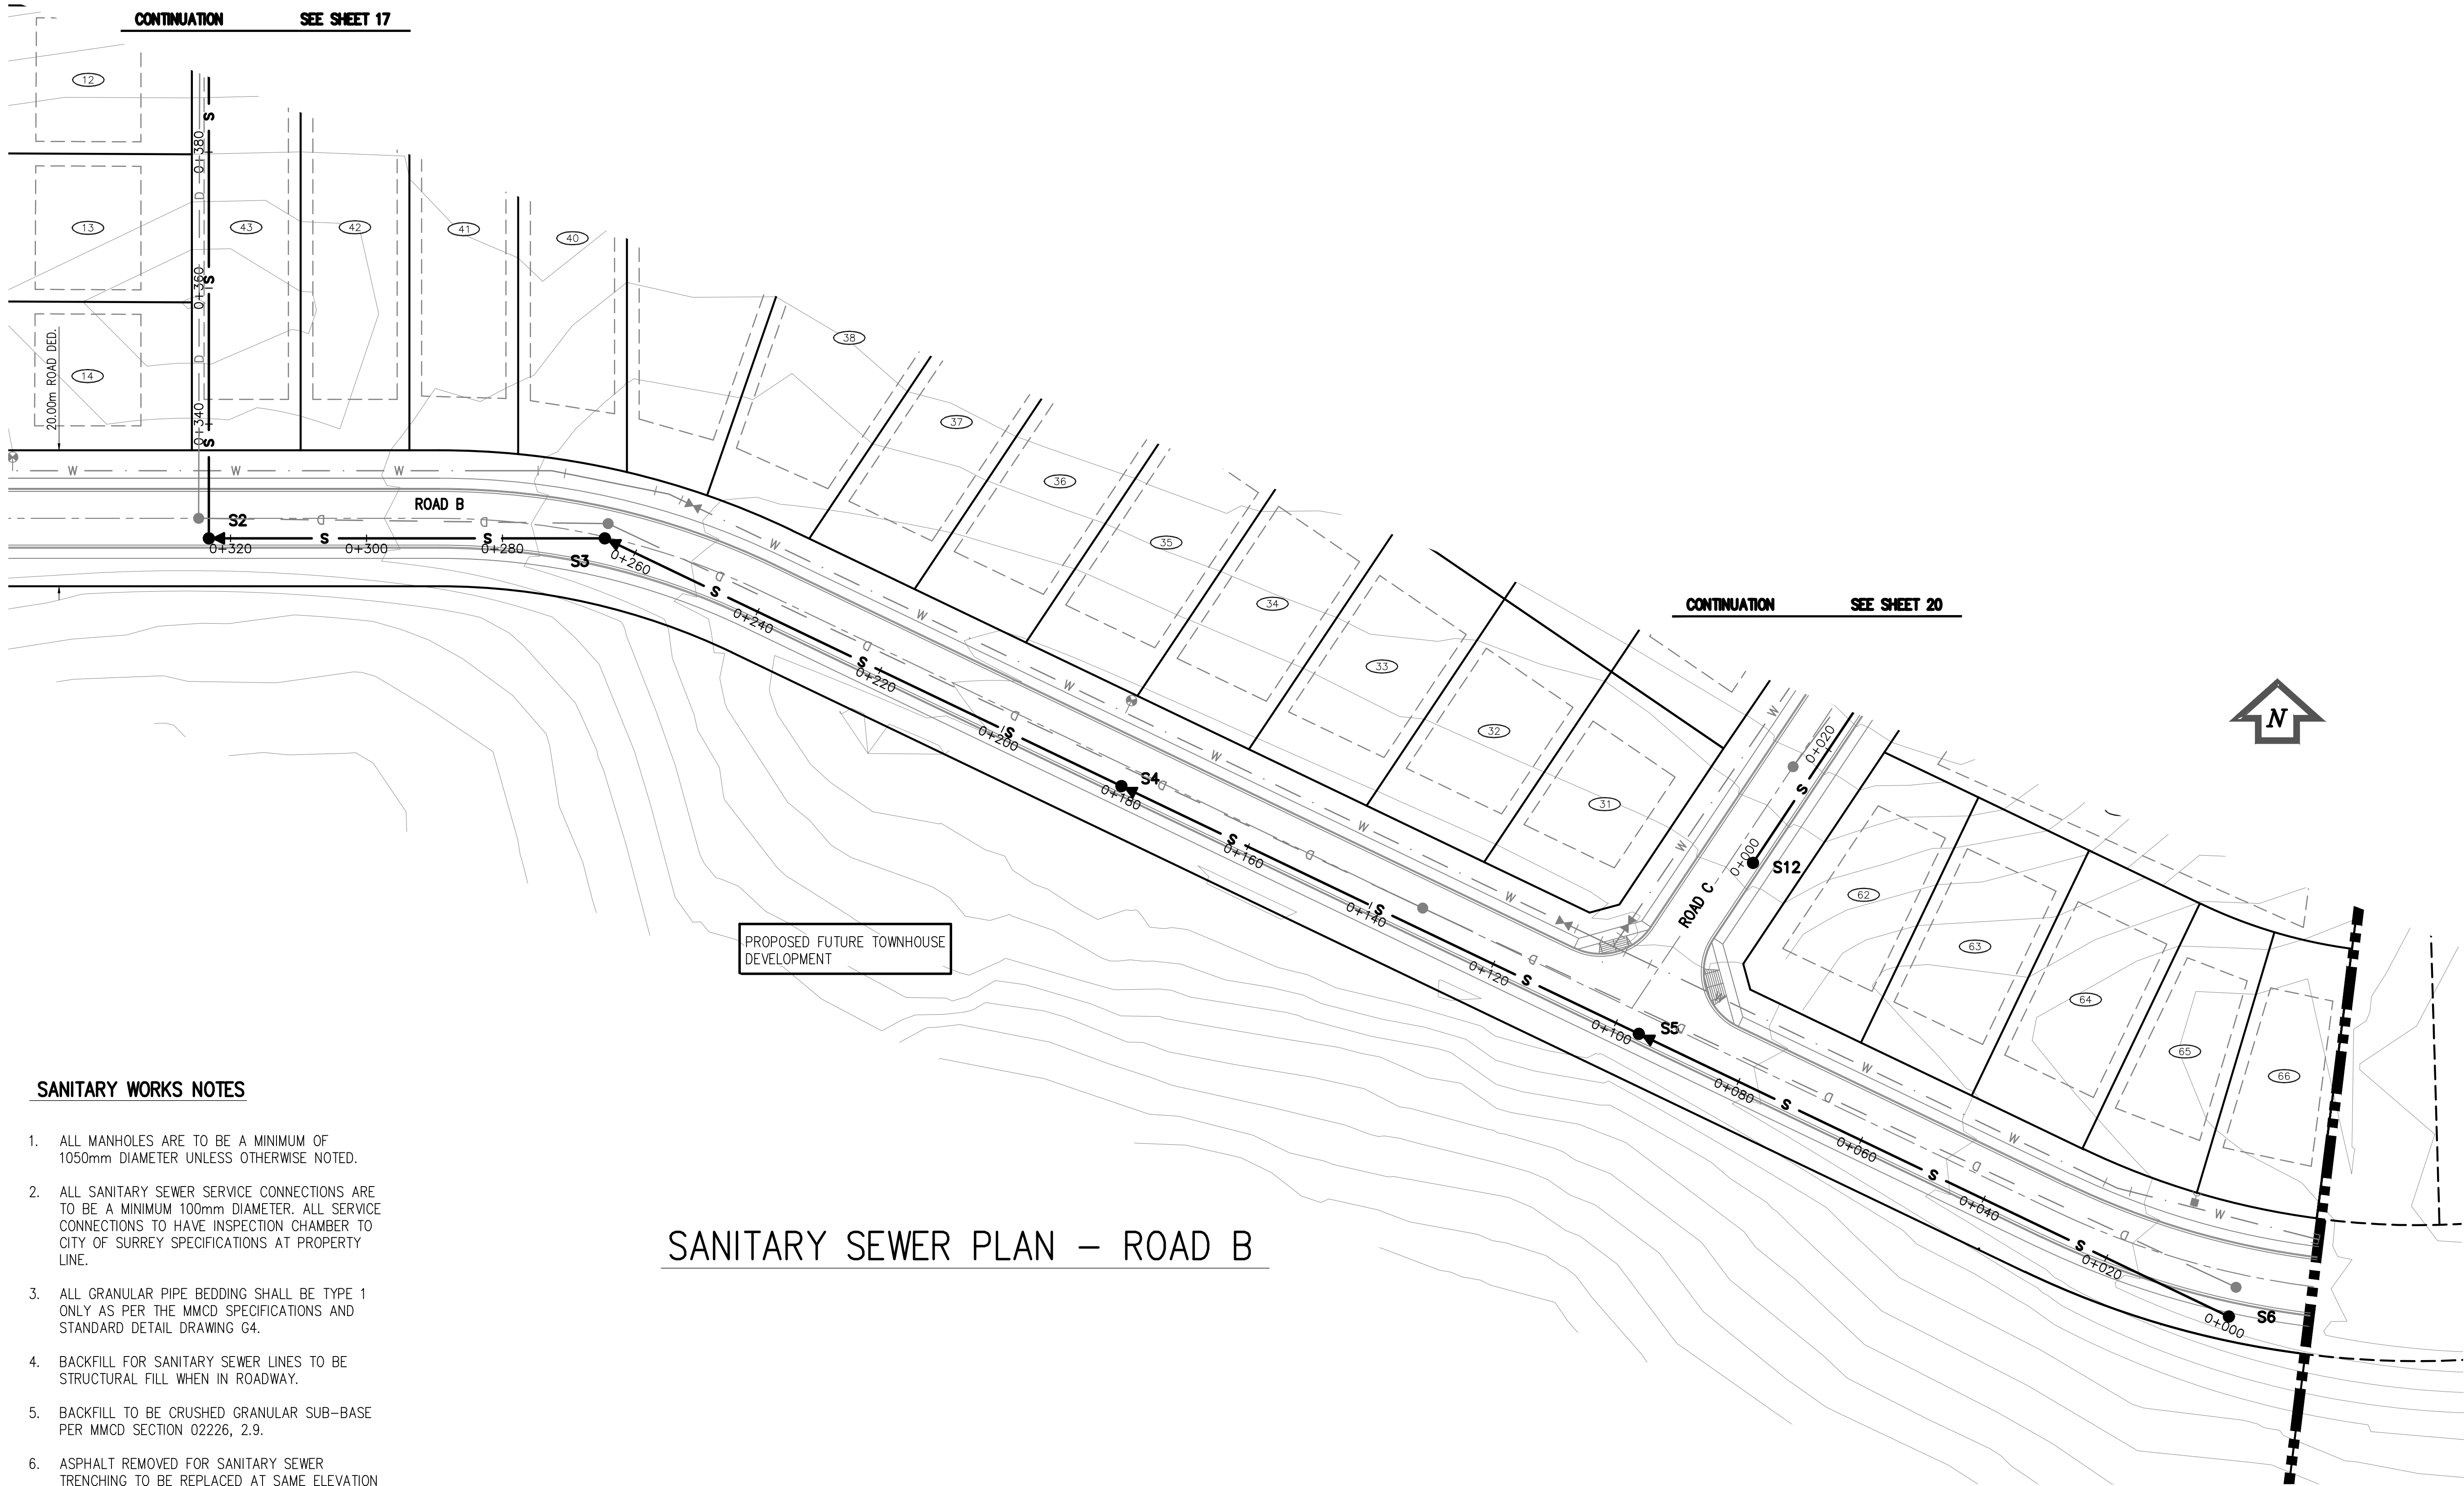 CONTINUATION SEE SHEET 17
12
13
14
43
42
41
40
38
37
36
35
34
33
32
31
62
63
64
65
66
20.00m ROAD DED.
0+380
0+360
0+340
S
S
S
D
D
W W W
ROAD B
S2
D D
S S
0+320 0+300 0+280
S3
0+260
0+240
0+220
0+200
0+180
0+160
0+140
0+120
0+100
0+080
0+060
0+040
0+020
0+000
S S S
S4
S S S
S5
S S S
S6
D D D D D D D D D D
W W W W W W W W W W W W
ROAD C
0+020
0+000
S
S12
CONTINUATION SEE SHEET 20
N
PROPOSED FUTURE TOWNHOUSE
DEVELOPMENT
SANITARY WORKS NOTES
1. ALL MANHOLES ARE TO BE A MINIMUM OF
1050mm DIAMETER UNLESS OTHERWISE NOTED.
2. ALL SANITARY SEWER SERVICE CONNECTIONS ARE
TO BE A MINIMUM 100mm DIAMETER. ALL SERVICE
CONNECTIONS TO HAVE INSPECTION CHAMBER TO
CITY OF SURREY SPECIFICATIONS AT PROPERTY
LINE.
3. ALL GRANULAR PIPE BEDDING SHALL BE TYPE 1
ONLY AS PER THE MMCD SPECIFICATIONS AND
STANDARD DETAIL DRAWING G4.
4. BACKFILL FOR SANITARY SEWER LINES TO BE
STRUCTURAL FILL WHEN IN ROADWAY.
5. BACKFILL TO BE CRUSHED GRANULAR SUB-BASE
PER MMCD SECTION 02226, 2.9.
6. ASPHALT REMOVED FOR SANITARY SEWER
TRENCHING TO BE REPLACED AT SAME ELEVATION
SANITARY SEWER PLAN – ROAD B